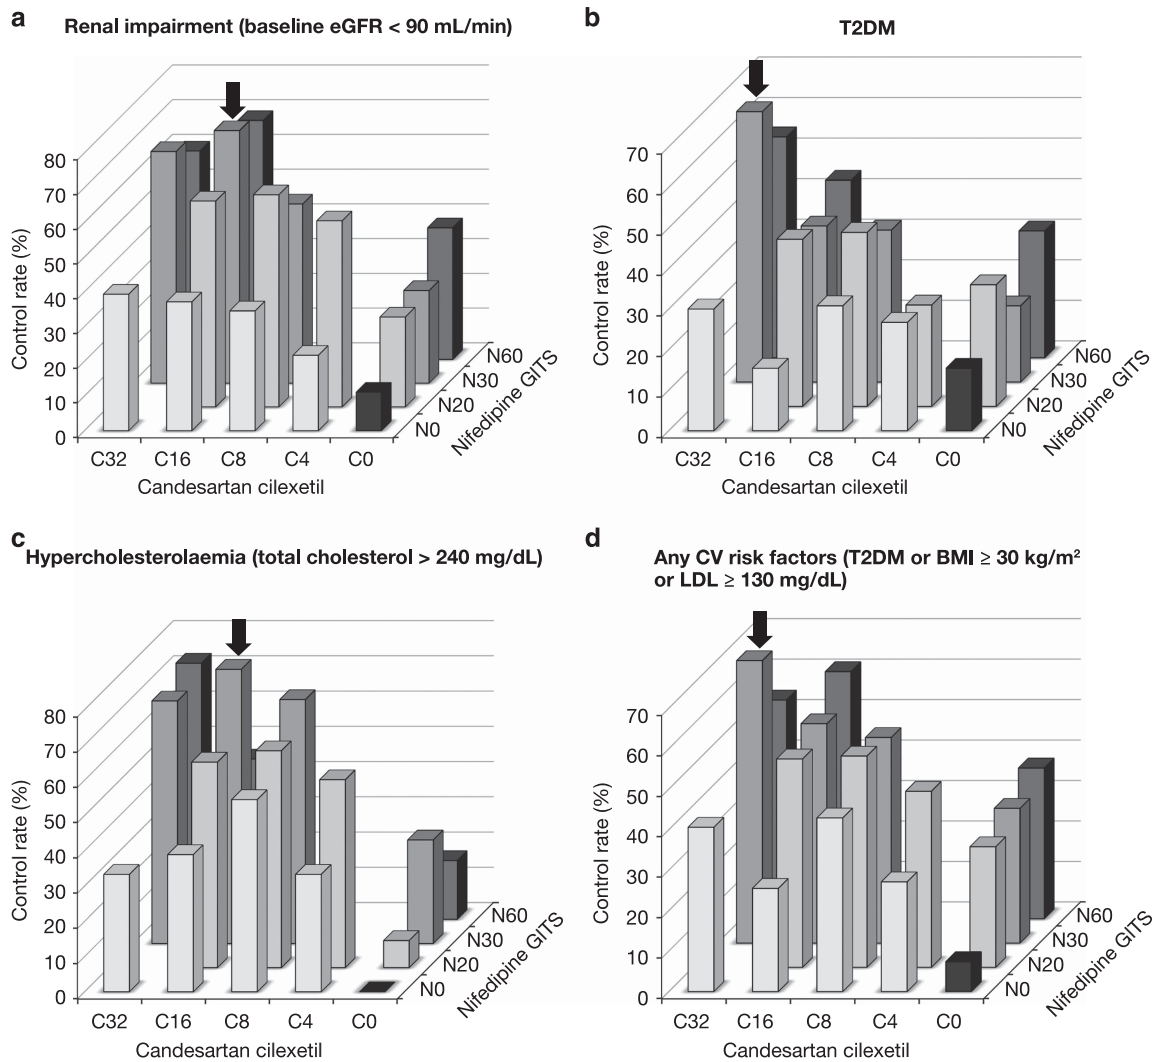 a
Renal impairment (baseline eGFR < 90 mL/min)
Control rate (%)
80
70
60
50
40
30
20
10
0
C32 C16 C8 C4 C0
Candesartan cilexetil
N60
N30
N20
N0
Nifedipine GITS
b
T2DM
Control rate (%)
70
60
50
40
30
20
10
0
C32 C16 C8 C4 C0
Candesartan cilexetil
N60
N30
N20
N0
Nifedipine GITS
c
Hypercholesterolaemia (total cholesterol > 240 mg/dL)
Control rate (%)
80
70
60
50
40
30
20
10
0
C32 C16 C8 C4 C0
Candesartan cilexetil
N60
N30
N20
N0
Nifedipine GITS
d
Any CV risk factors (T2DM or BMI ≥ 30 kg/m²
or LDL ≥ 130 mg/dL)
Control rate (%)
70
60
50
40
30
20
10
0
C32 C16 C8 C4 C0
Candesartan cilexetil
N60
N30
N20
N0
Nifedipine GITS